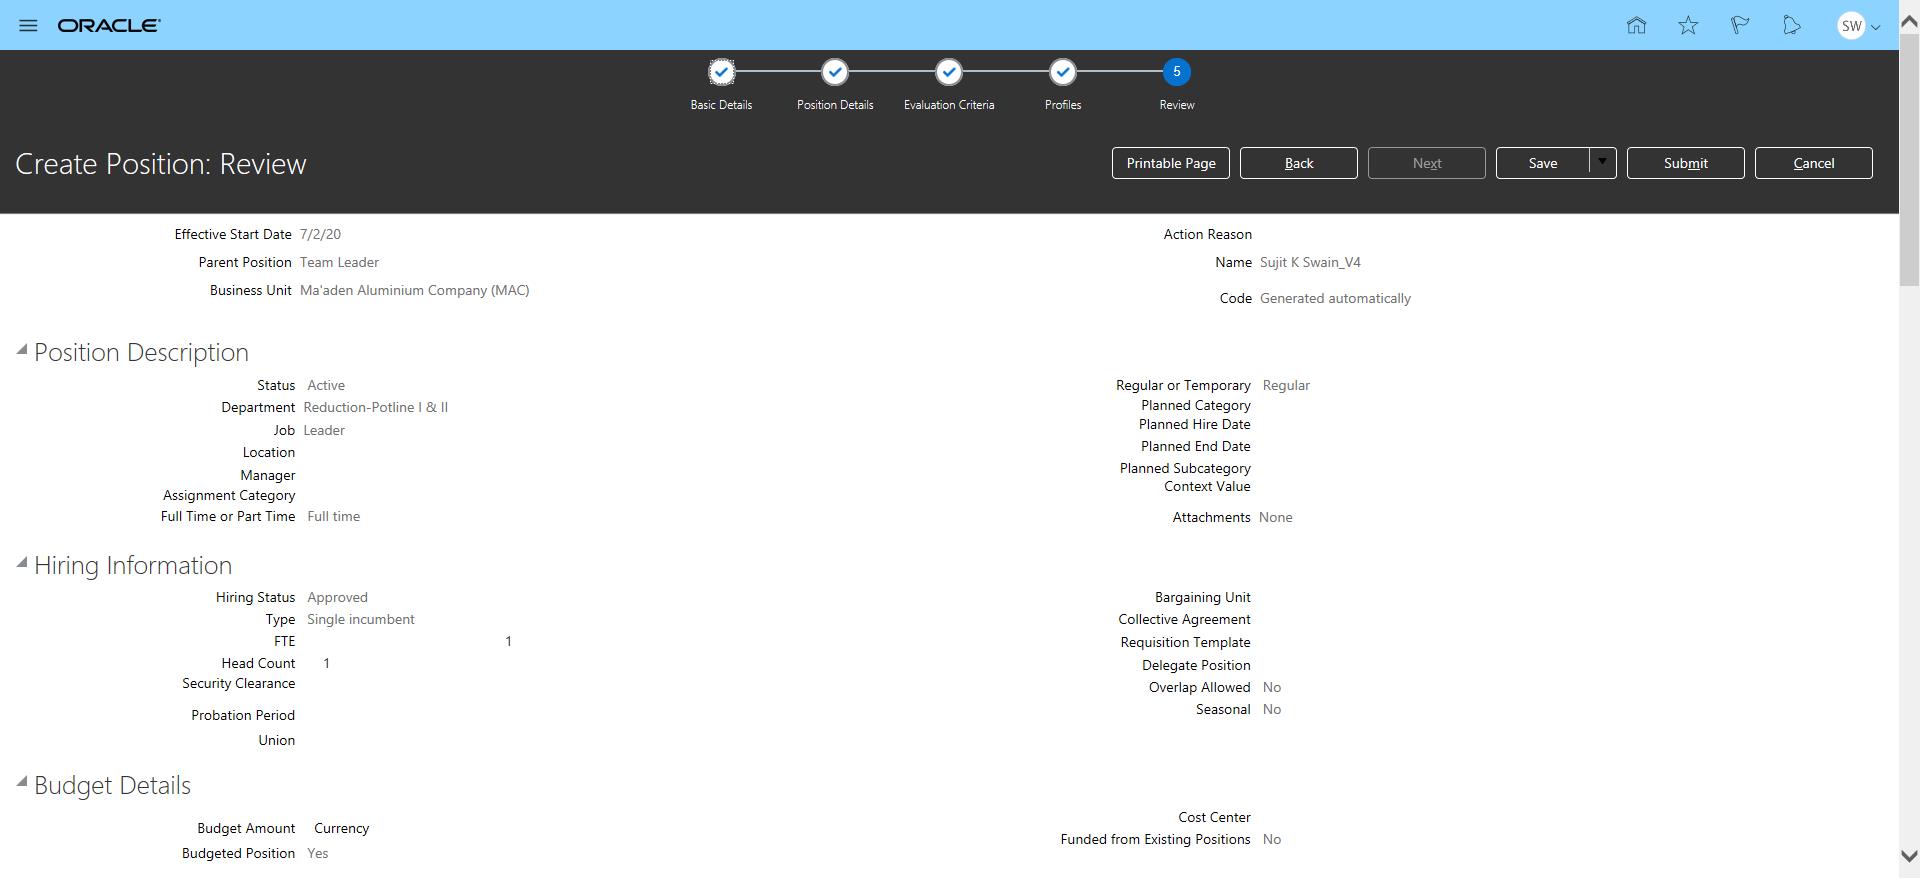 ORACLE
SW
5
Basic Details Position Details Evaluation Criteria Profiles Review
Create Position: Review
Printable Page Back Next Save Submit Cancel
Effective Start Date 7/2/20 Action Reason
Parent Position Team Leader Name Sujit K Swain_V4
Business Unit Ma'aden Aluminium Company (MAC)
Code Generated automatically
Position Description
Status Active Regular or Temporary Regular
Department Reduction-Potline I & II Planned Category
Job Leader Planned Hire Date
Location Planned End Date
Manager Planned Subcategory
Assignment Category Context Value
Full Time or Part Time Full time Attachments None
Hiring Information
Hiring Status Approved Bargaining Unit
Type Single incumbent Collective Agreement
FTE 1 Requisition Template
Head Count 1 Delegate Position
Security Clearance Overlap Allowed No
Probation Period Seasonal No
Union
Budget Details
Cost Center
Budget Amount Currency Funded from Existing Positions No
Budgeted Position Yes